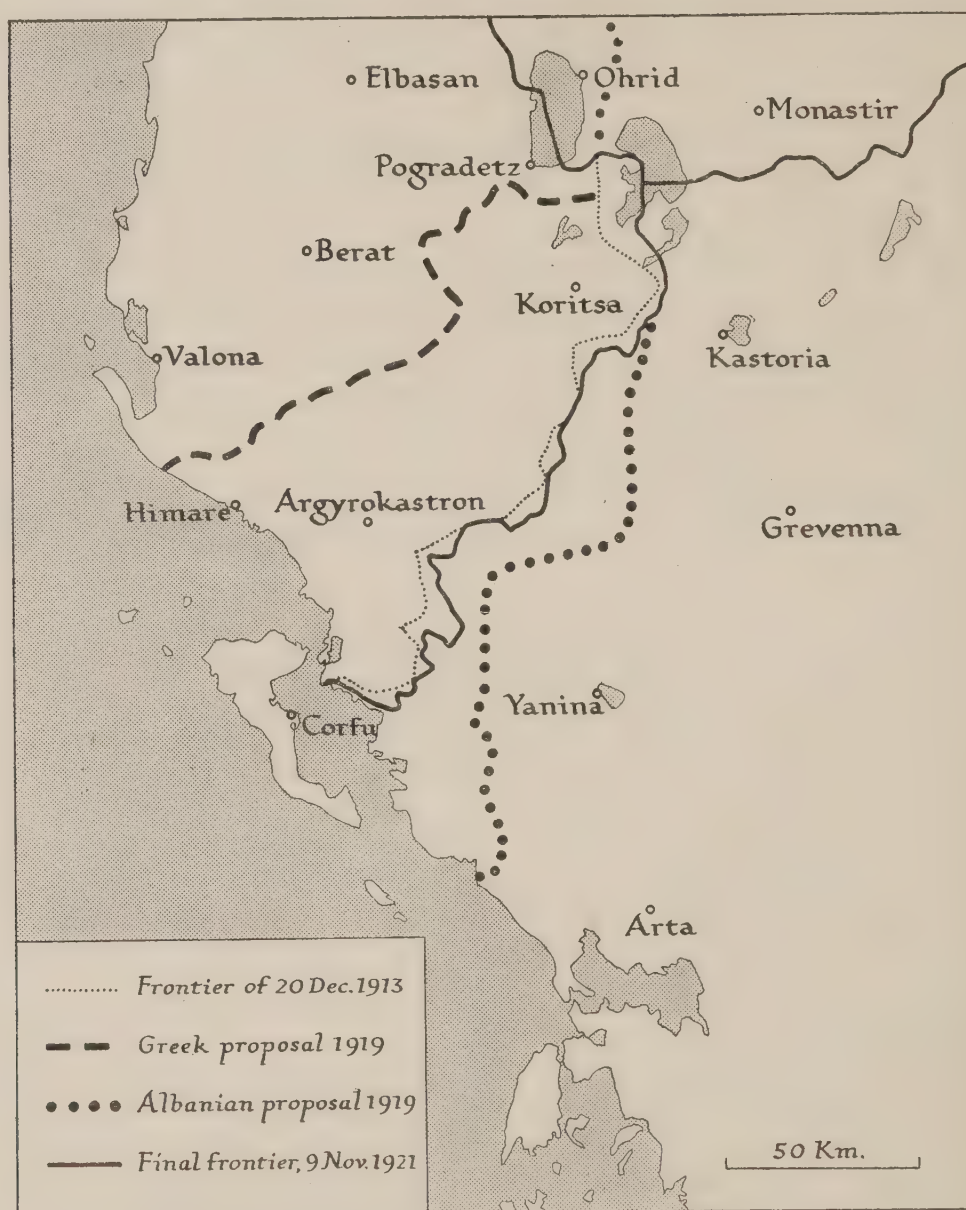 Elbasan
Ohrid
Monastir
Pogradetz
Berat
Koritsa
Valona
Kastoria
Himare
Argyrokastron
Grevenna
Yanina
Corfu
Arta
Frontier of 20 Dec. 1913
Greek proposal 1919
Albanian proposal 1919
Final frontier, 9 Nov. 1921
50 Km.